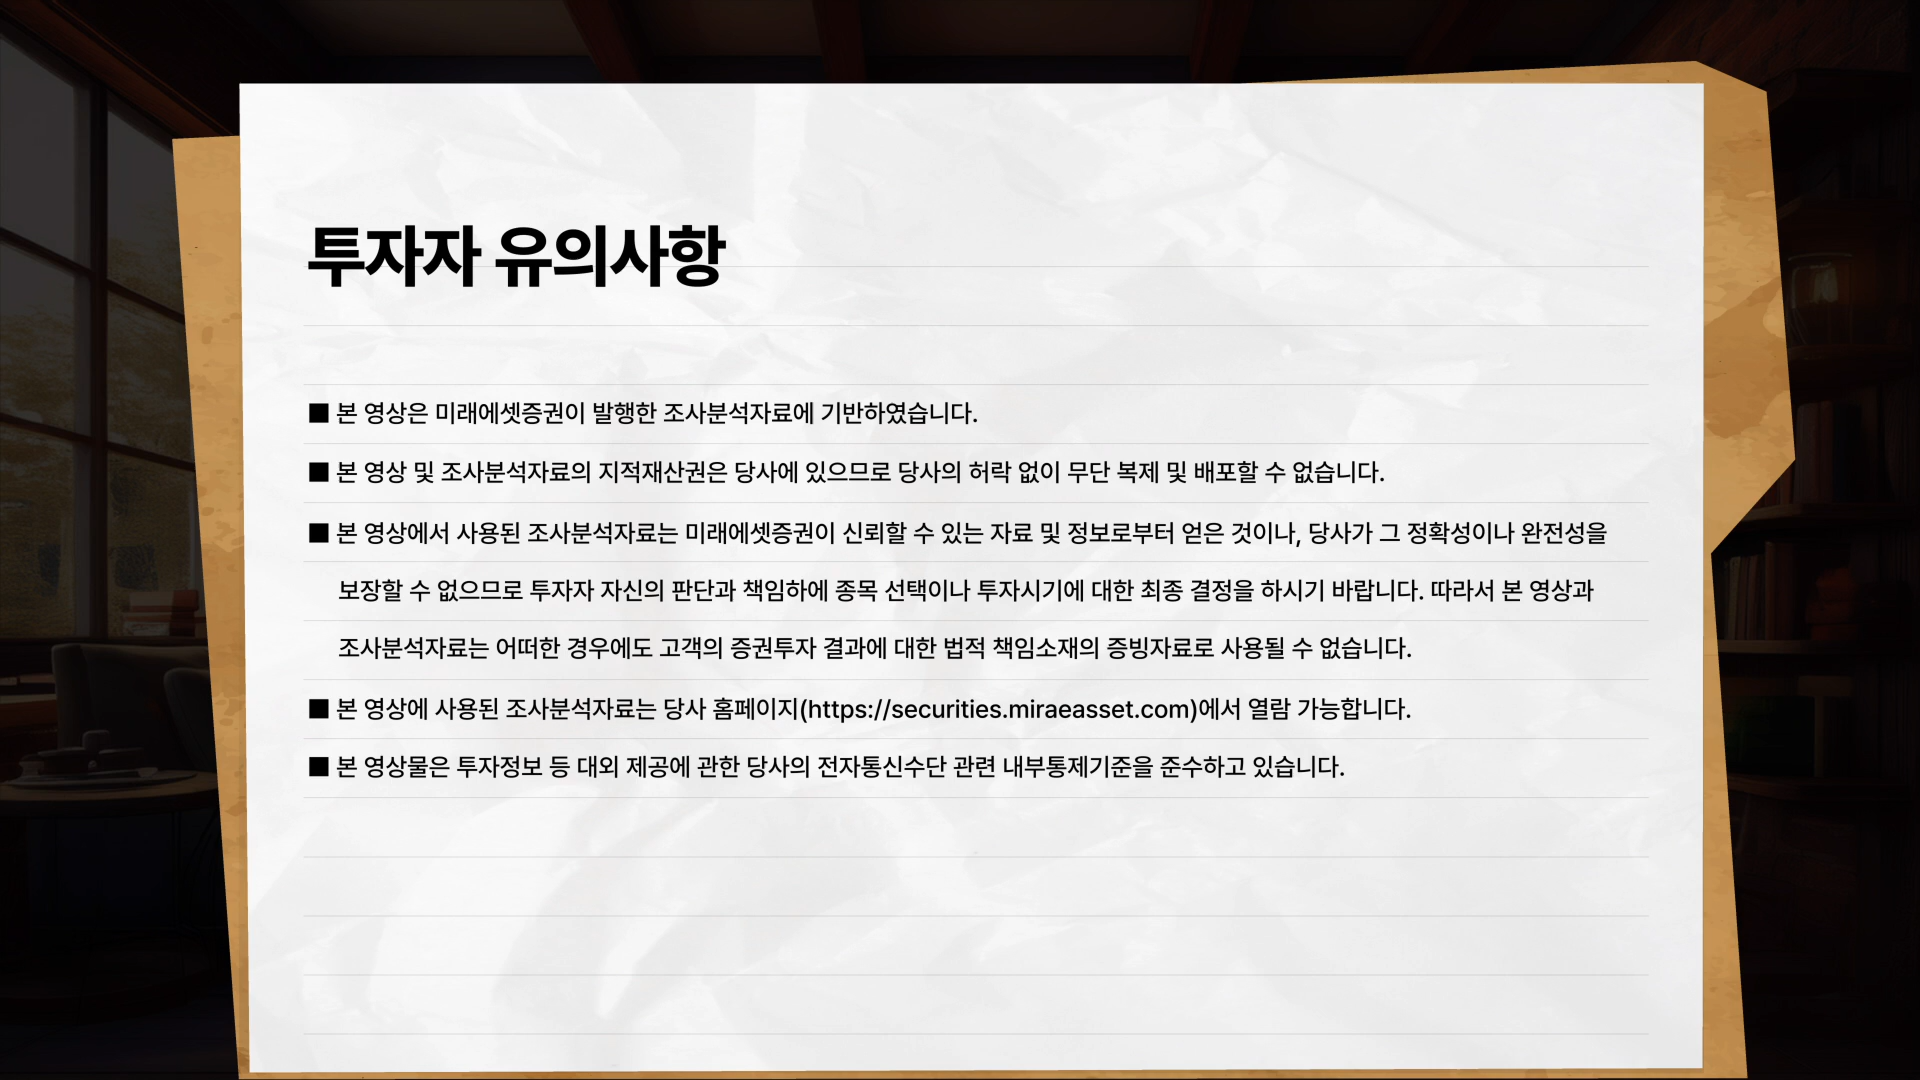 투자자 유의사항
■ 본 영상은 미래에셋증권이 발행한 조사분석자료에 기반하였습니다.
■ 본 영상 및 조사분석자료의 지적재산권은 당사에 있으므로 당사의 허락 없이 무단 복제 및 배포할 수 없습니다.
■ 본 영상에서 사용된 조사분석자료는 미래에셋증권이 신뢰할 수 있는 자료 및 정보로부터 얻은 것이나, 당사가 그 정확성이나 완전성을
보장할 수 없으므로 투자자 자신의 판단과 책임하에 종목 선택이나 투자시기에 대한 최종 결정을 하시기 바랍니다. 따라서 본 영상과
조사분석자료는 어떠한 경우에도 고객의 증권투자 결과에 대한 법적 책임소재의 증빙자료로 사용될 수 없습니다.
■ 본 영상에 사용된 조사분석자료는 당사 홈페이지(https://securities.miraeasset.com)에서 열람 가능합니다.
■ 본 영상물은 투자정보 등 대외 제공에 관한 당사의 전자통신수단 관련 내부통제기준을 준수하고 있습니다.